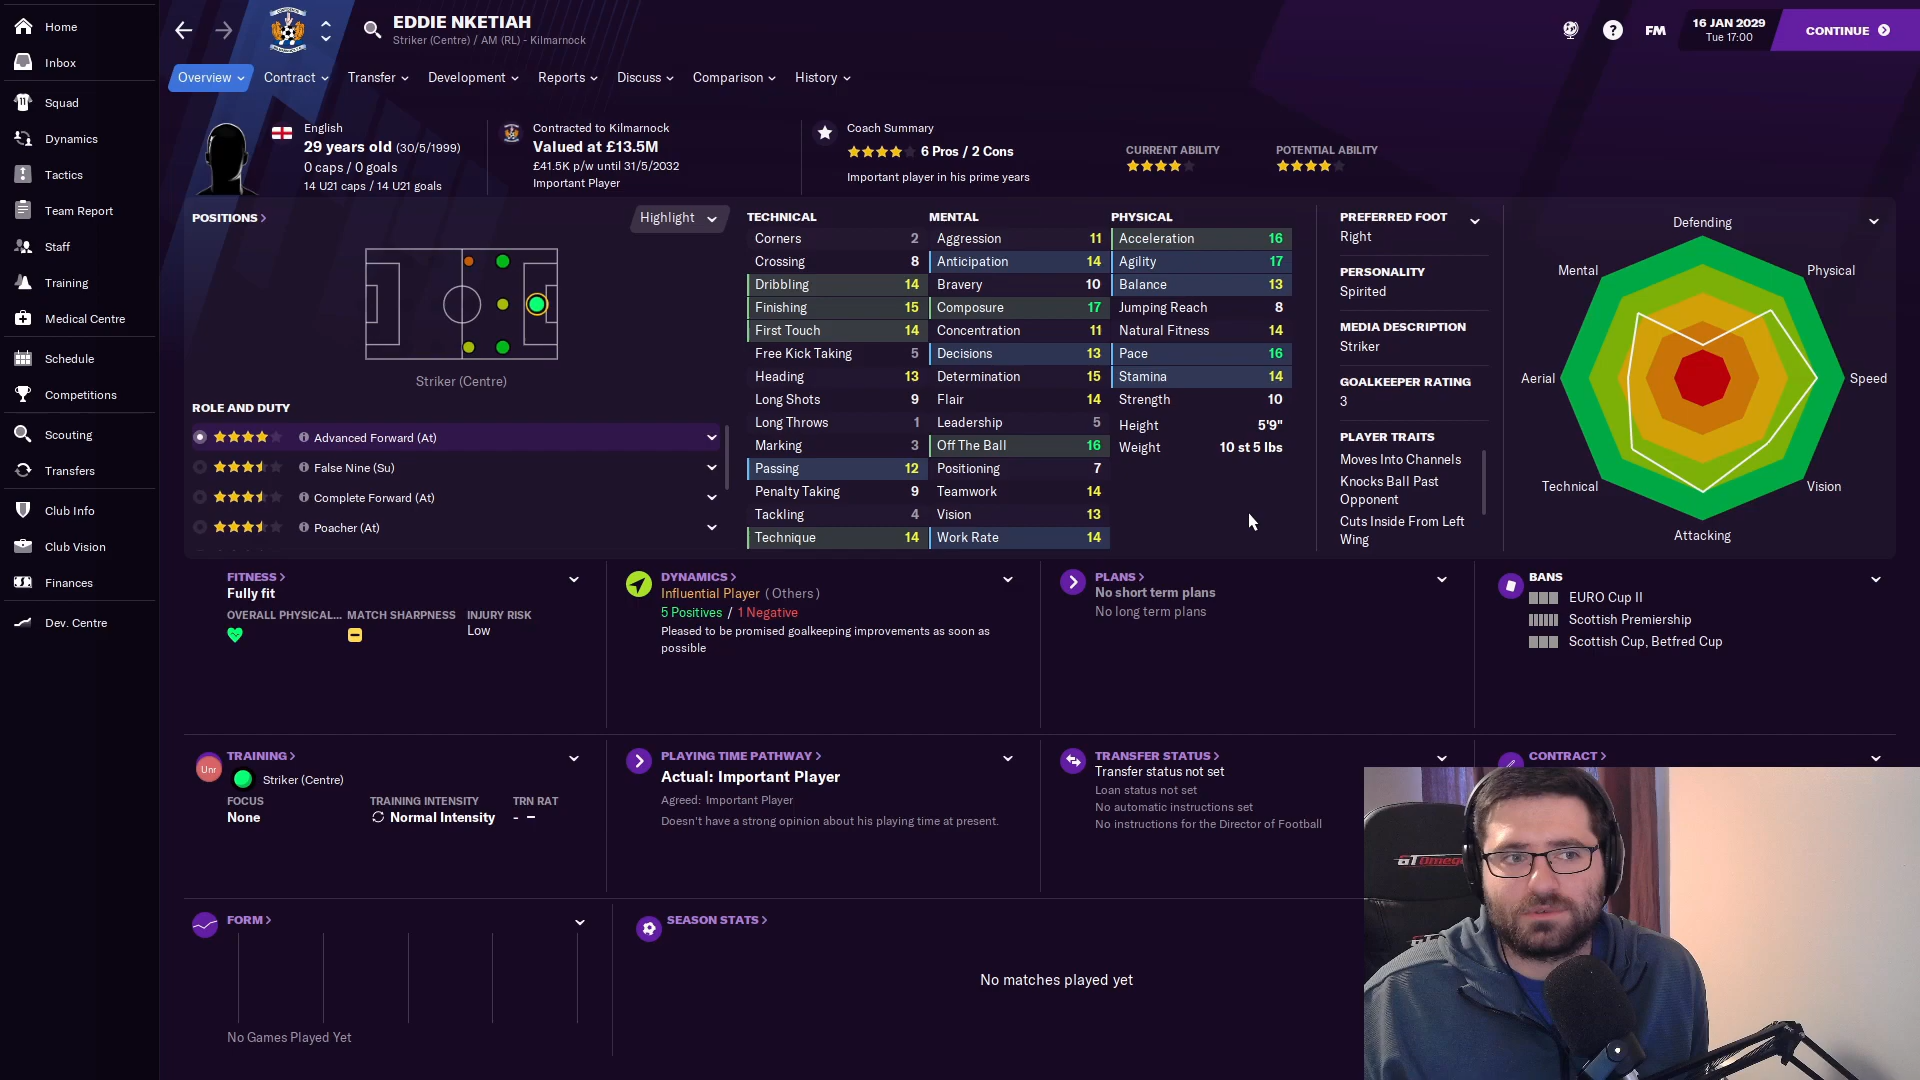 Home
Inbox
Squad
Dynamics
Tactics
Team Report
Staff
Training
Medical Centre
Schedule
Competitions
Scouting
Transfers
Club Info
Club Vision
Finances
Dev. Centre
EDDIE NKETIAH
Striker (Centre) / AM (RL) - Kilmarnock
FM
16 JAN 2029
Tue 17:00
CONTINUE
Overview Contract Transfer Development Reports Discuss Comparison History
English
29 years old (30/5/1999)
0 caps / 0 goals
14 U21 caps / 14 U21 goals
Contracted to Kilmarnock
Valued at £13.5M
£41.5K p/w until 31/5/2032
Important Player
Coach Summary
6 Pros / 2 Cons
Important player in his prime years
CURRENT ABILITY
POTENTIAL ABILITY
POSITIONS
Highlight
Striker (Centre)
ROLE AND DUTY
Advanced Forward (At)
False Nine (Su)
Complete Forward (At)
Poacher (At)
TECHNICAL
Corners 2
Crossing 8
Dribbling 14
Finishing 15
First Touch 14
Free Kick Taking 5
Heading 13
Long Shots 9
Long Throws 1
Marking 3
Passing 12
Penalty Taking 9
Tackling 4
Technique 14
MENTAL
Aggression 11
Anticipation 14
Bravery 10
Composure 17
Concentration 11
Decisions 13
Determination 15
Flair 14
Leadership 5
Off The Ball 16
Positioning 7
Teamwork 14
Vision 13
Work Rate 14
PHYSICAL
Acceleration 16
Agility 17
Balance 13
Jumping Reach 8
Natural Fitness 14
Pace 16
Stamina 14
Strength 10
Height 5'9"
Weight 10 st 5 lbs
PREFERRED FOOT
Right
PERSONALITY
Spirited
MEDIA DESCRIPTION
Striker
GOALKEEPER RATING
3
PLAYER TRAITS
Moves Into Channels
Knocks Ball Past
Opponent
Cuts Inside From Left
Wing
Defending
Mental
Physical
Aerial
Speed
Technical
Vision
Attacking
FITNESS
Fully fit
OVERALL PHYSICAL... MATCH SHARPNESS INJURY RISK
Low
DYNAMICS
Influential Player (Others)
5 Positives / 1 Negative
Pleased to be promised goalkeeping improvements as soon as
possible
PLANS
No short term plans
No long term plans
BANS
EURO Cup II
Scottish Premiership
Scottish Cup, Betfred Cup
TRAINING
Unr
Striker (Centre)
FOCUS
None
TRAINING INTENSITY
Normal Intensity
TRN RAT
- –
PLAYING TIME PATHWAY
Actual: Important Player
Agreed: Important Player
Doesn't have a strong opinion about his playing time at present.
TRANSFER STATUS
Transfer status not set
Loan status not set
No automatic instructions set
No instructions for the Director of Football
CONTRACT
FORM
No Games Played Yet
SEASON STATS
No matches played yet